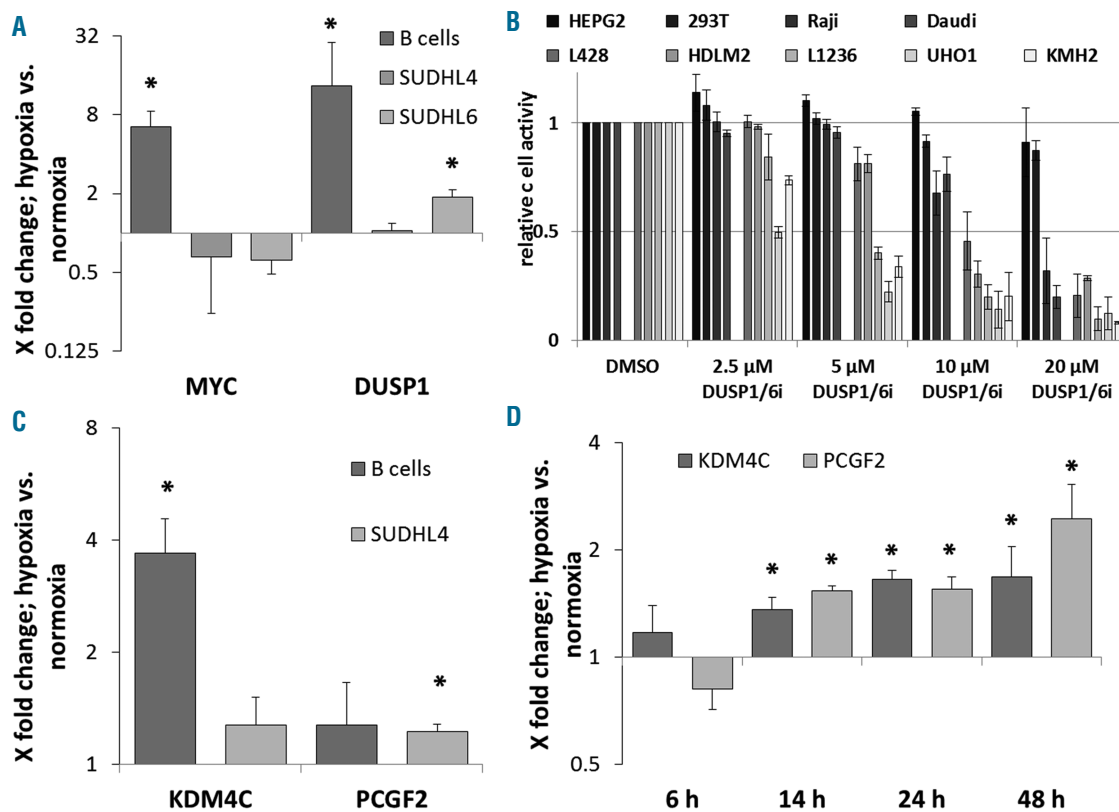 A
X fold change; hypoxia vs.
normoxia
32
8
2
0.5
0.125
B cells
SUDHL4
SUDHL6
*
*
*
MYC DUSP1
B
HEPG2 293T Raji Daudi
L428 HDLM2 L1236 UHO1 KMH2
relative c ell activiy
1
0.5
0
DMSO 2.5 µM 5 µM 10 µM 20 µM
DUSP1/6i DUSP1/6i DUSP1/6i DUSP1/6i
C
X fold change; hypoxia vs.
normoxia
8
4
2
1
B cells
SUDHL4
*
*
KDM4C PCGF2
D
X fold change; hypoxia vs.
normoxia
4
2
1
0.5
KDM4C PCGF2
* * * * * *
6 h 14 h 24 h 48 h